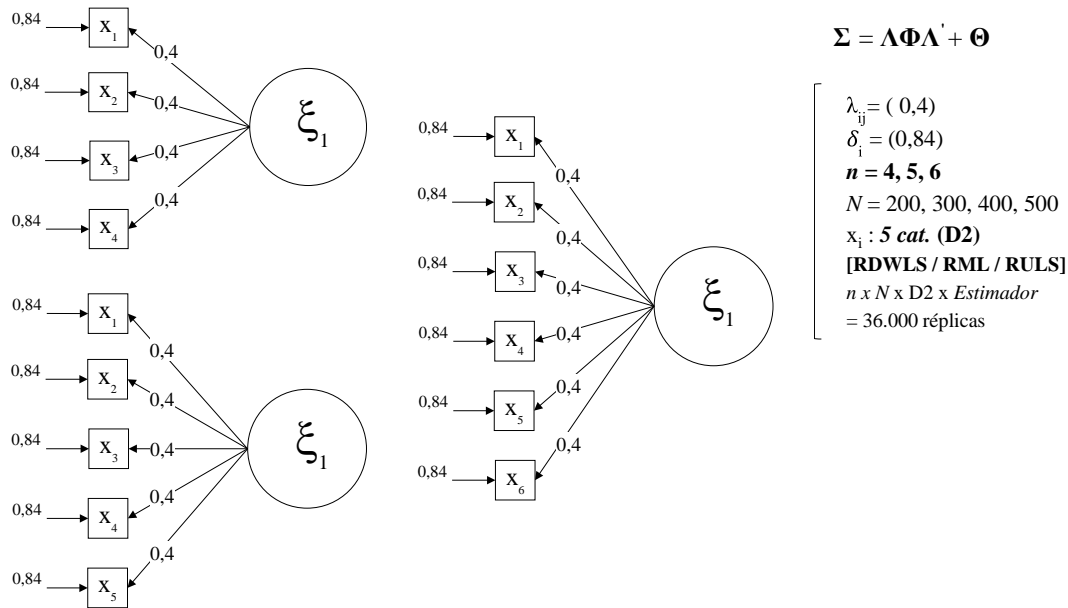 0,84
x1
0,4
0,84
x2
0,4
0,84
x3
0,4
0,84
x4
0,4
ξ1
0,84
x1
0,4
0,84
x2
0,4
0,84
x3
0,4
0,84
x4
0,4
0,84
x5
0,4
ξ1
0,84
x1
0,4
0,84
x2
0,4
0,84
x3
0,4
0,84
x4
0,4
0,84
x5
0,4
0,84
x6
0,4
ξ1
Σ = ΛΦΛ' + Θ
λij= ( 0,4)
δi = (0,84)
n = 4, 5, 6
N = 200, 300, 400, 500
xi : 5 cat. (D2)
[RDWLS / RML / RULS]
n x N x D2 x Estimador
= 36.000 réplicas